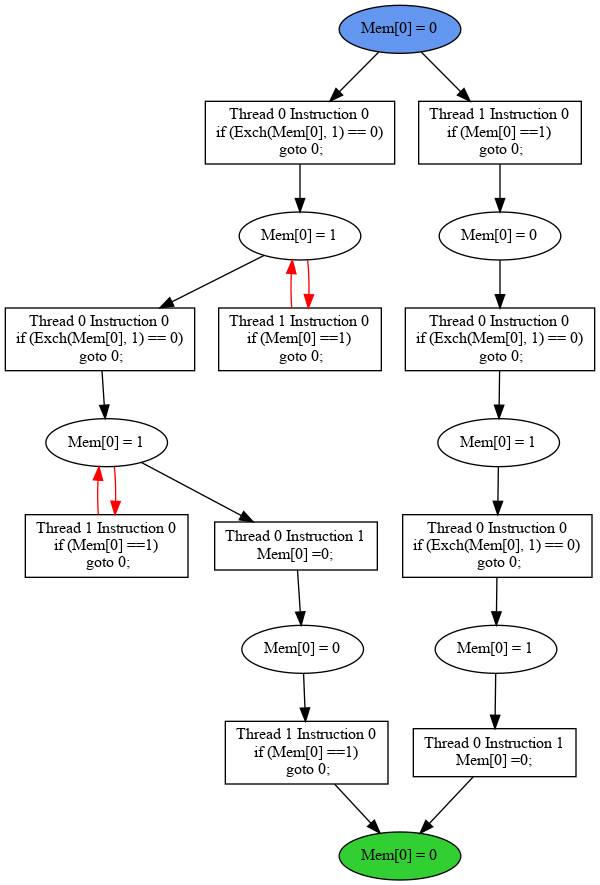 Mem[0] = 0
Thread 0 Instruction 0
if (Exch(Mem[0], 1) == 0)
goto 0;
Thread 1 Instruction 0
if (Mem[0] ==1)
goto 0;
Mem[0] = 1
Mem[0] = 0
Thread 0 Instruction 0
if (Exch(Mem[0], 1) == 0)
goto 0;
Thread 1 Instruction 0
if (Mem[0] ==1)
goto 0;
Thread 0 Instruction 0
if (Exch(Mem[0], 1) == 0)
goto 0;
Mem[0] = 1
Mem[0] = 1
Thread 1 Instruction 0
if (Mem[0] ==1)
goto 0;
Thread 0 Instruction 1
Mem[0] =0;
Thread 0 Instruction 0
if (Exch(Mem[0], 1) == 0)
goto 0;
Mem[0] = 0
Mem[0] = 1
Thread 1 Instruction 0
if (Mem[0] ==1)
goto 0;
Thread 0 Instruction 1
Mem[0] =0;
Mem[0] = 0